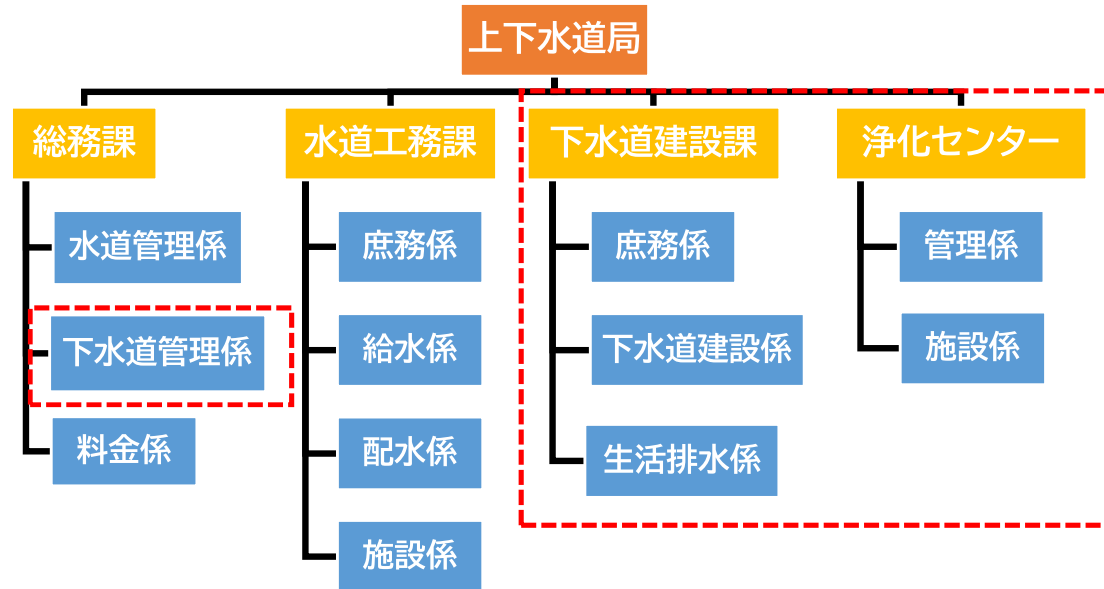 上下水道局
総務課
水道管理係
下水道管理係
料金係
水道工務課
庶務係
給水係
配水係
施設係
下水道建設課
庶務係
下水道建設係
生活排水係
浄化センター
管理係
施設係